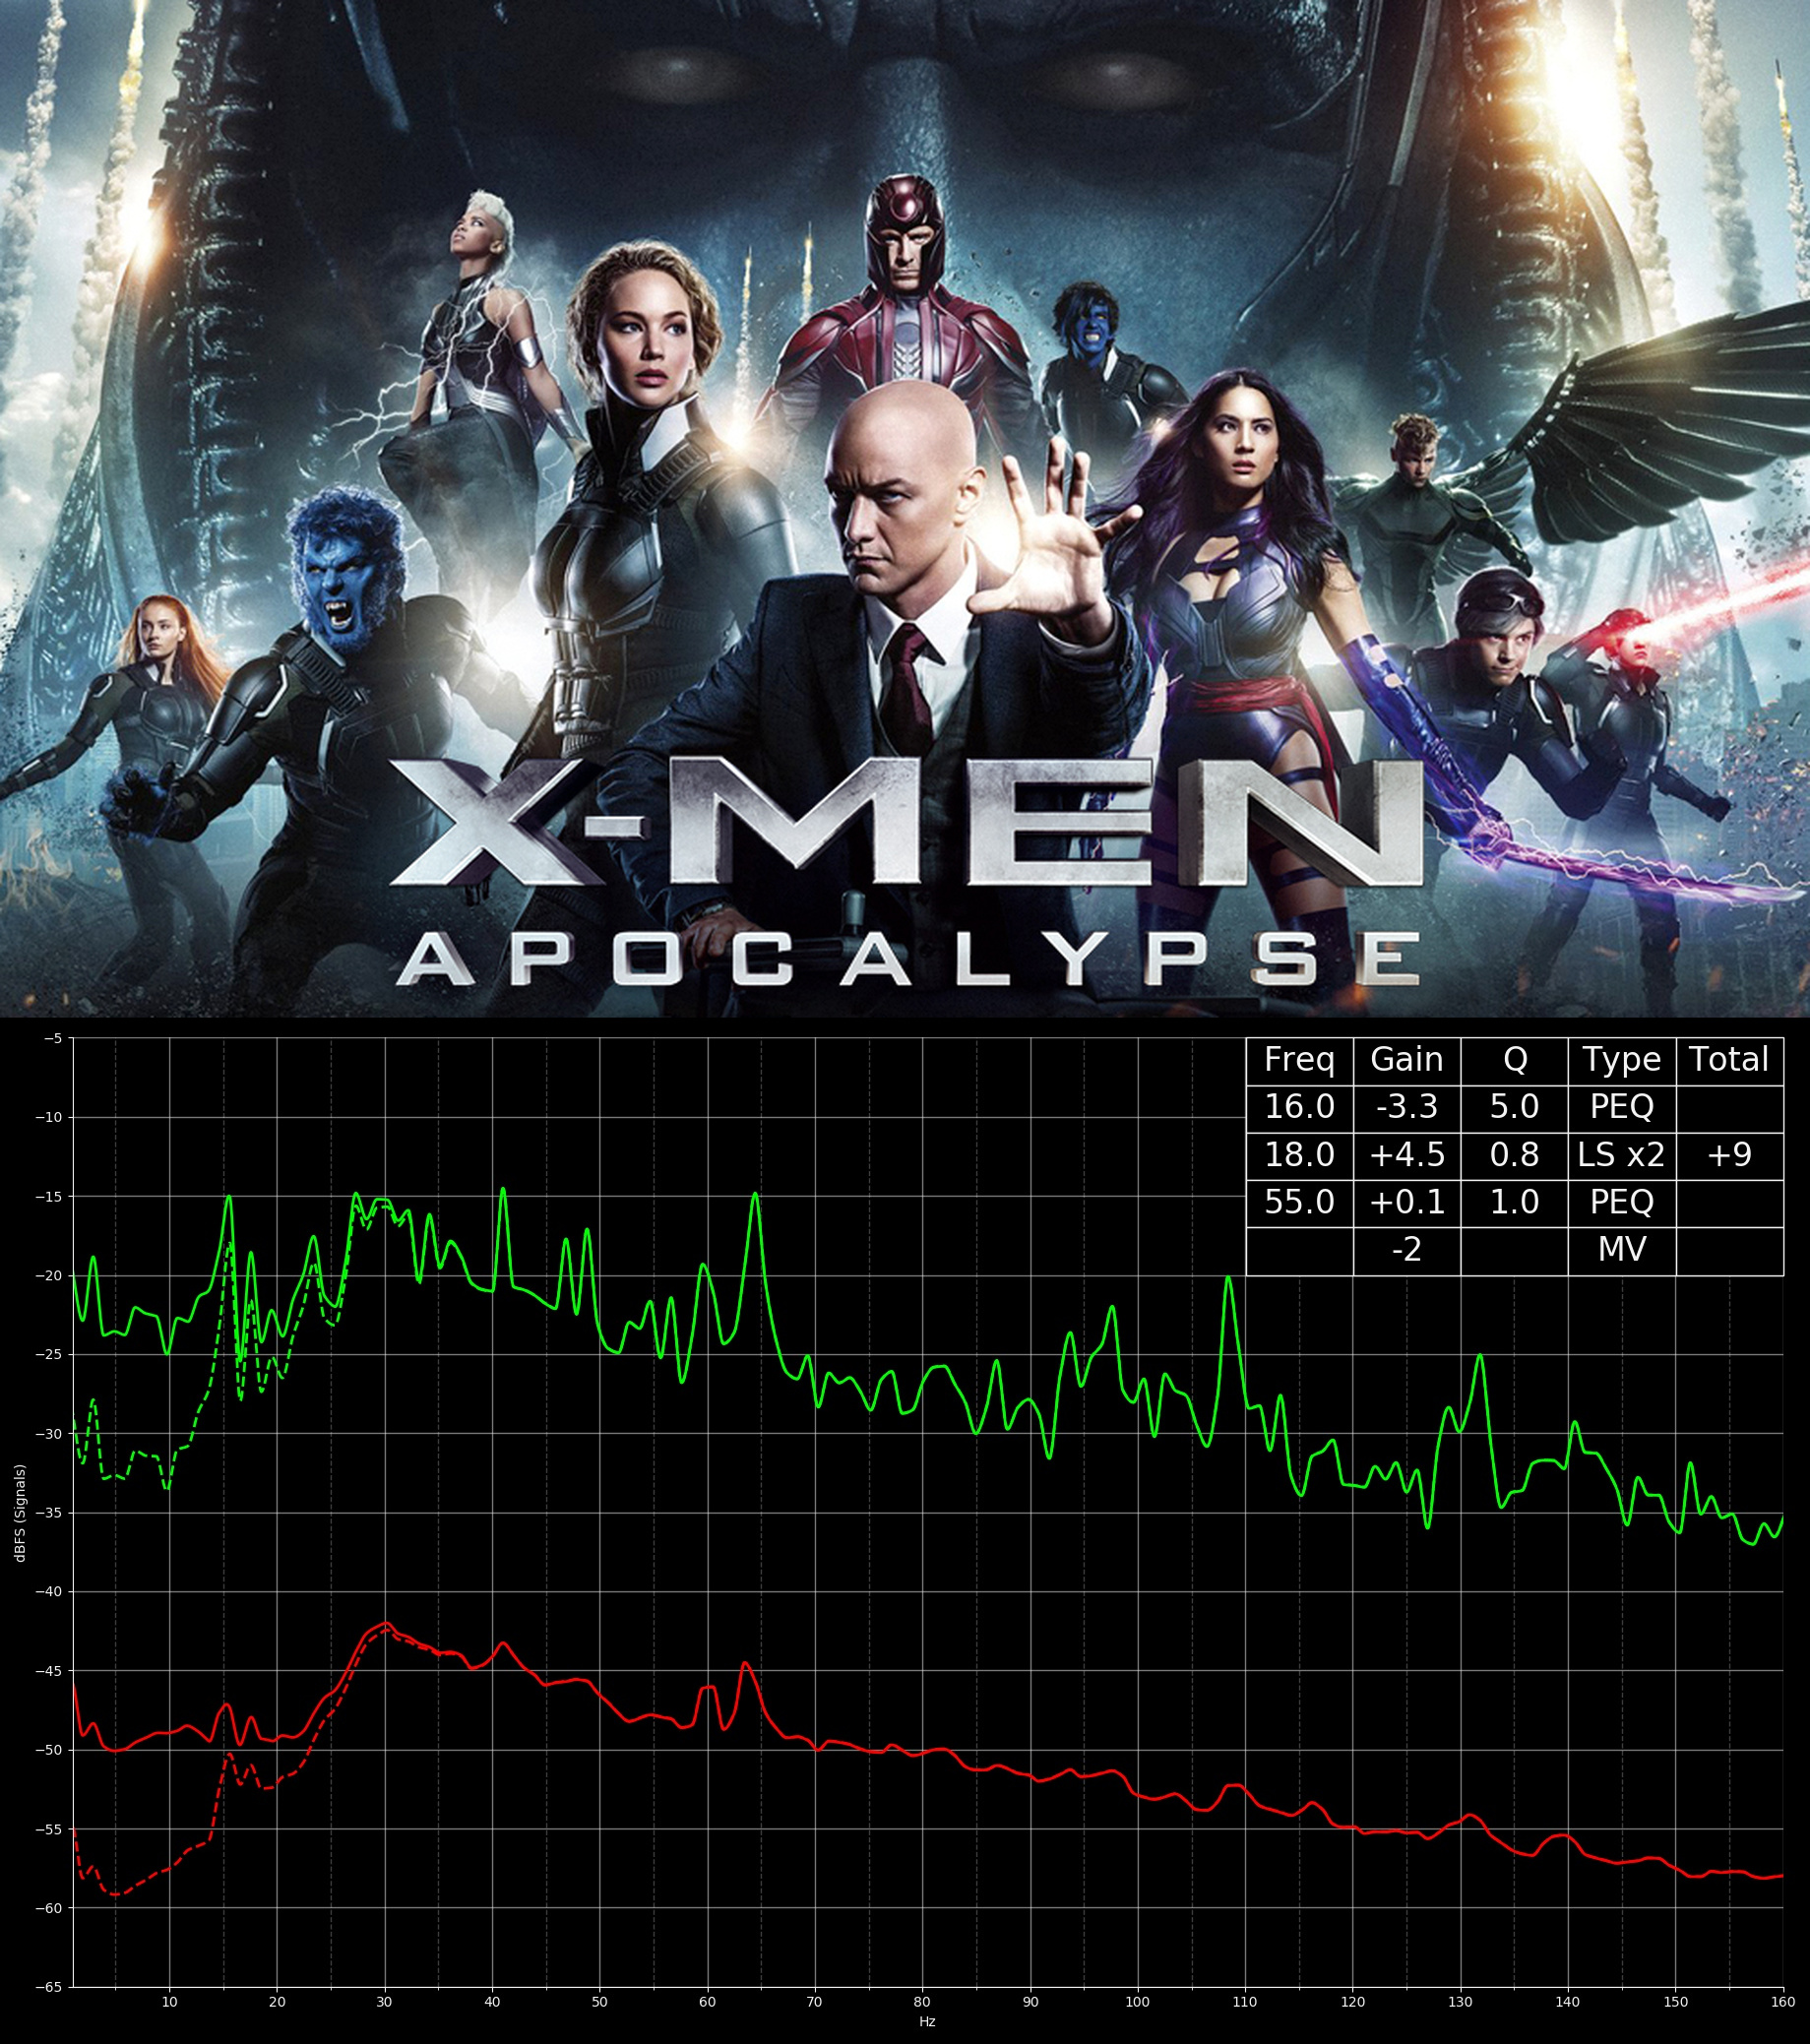 X-MEN
APOCALYPSE
Freq Gain Q Type Total
16.0 -3.3 5.0 PEQ
18.0 +4.5 0.8 LS x2 +9
55.0 +0.1 1.0 PEQ
-2 MV
−5
−10
−15
−20
−25
−30
−35
−40
−45
−50
−55
−60
−65
dBFS (Signals)
10 20 30 40 50 60 70 80 90 100 110 120 130 140 150 160
Hz